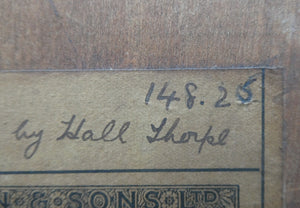 148.25
by Hall Thorpe
N & SONS LTD.